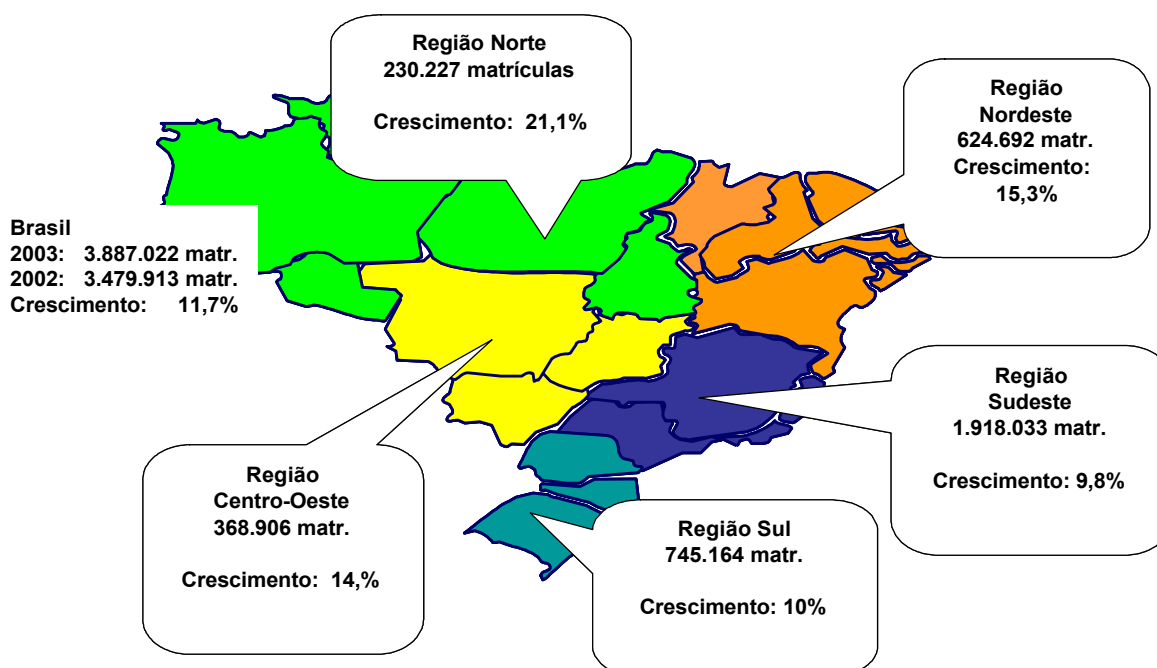 Região Norte
230.227 matrículas
Crescimento: 21,1%
Região
Nordeste
624.692 matr.
Crescimento:
15,3%
Brasil
2003: 3.887.022 matr.
2002: 3.479.913 matr.
Crescimento: 11,7%
Região
Sudeste
1.918.033 matr.
Crescimento: 9,8%
Região
Centro-Oeste
368.906 matr.
Crescimento: 14,%
Região Sul
745.164 matr.
Crescimento: 10%